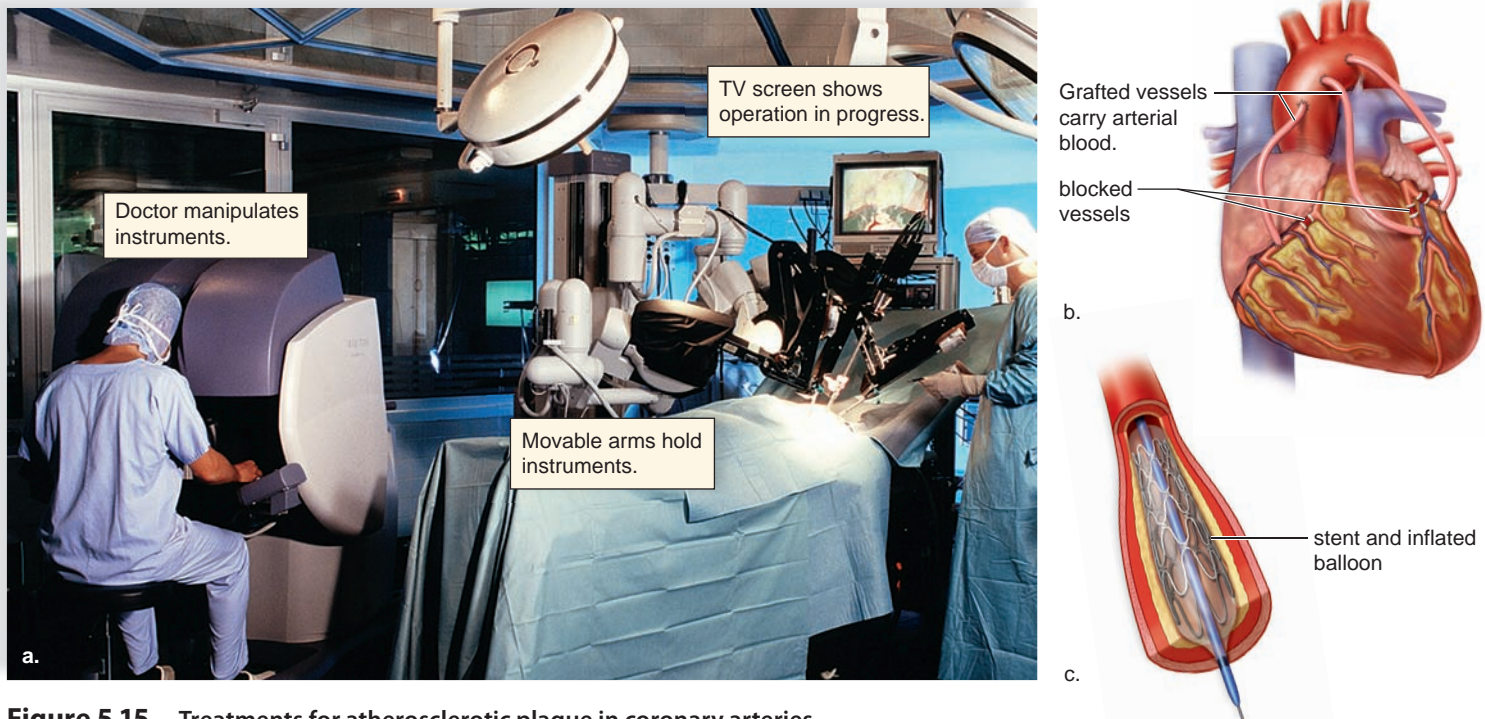 TV screen shows
operation in progress.
Doctor manipulates
instruments.
Movable arms hold
instruments.
a.
Grafted vessels
carry arterial
blood.
blocked
vessels
b.
stent and inflated
balloon
c.
Figure 5.15 Treatments for atherosclerotic plaque in coronary arteries